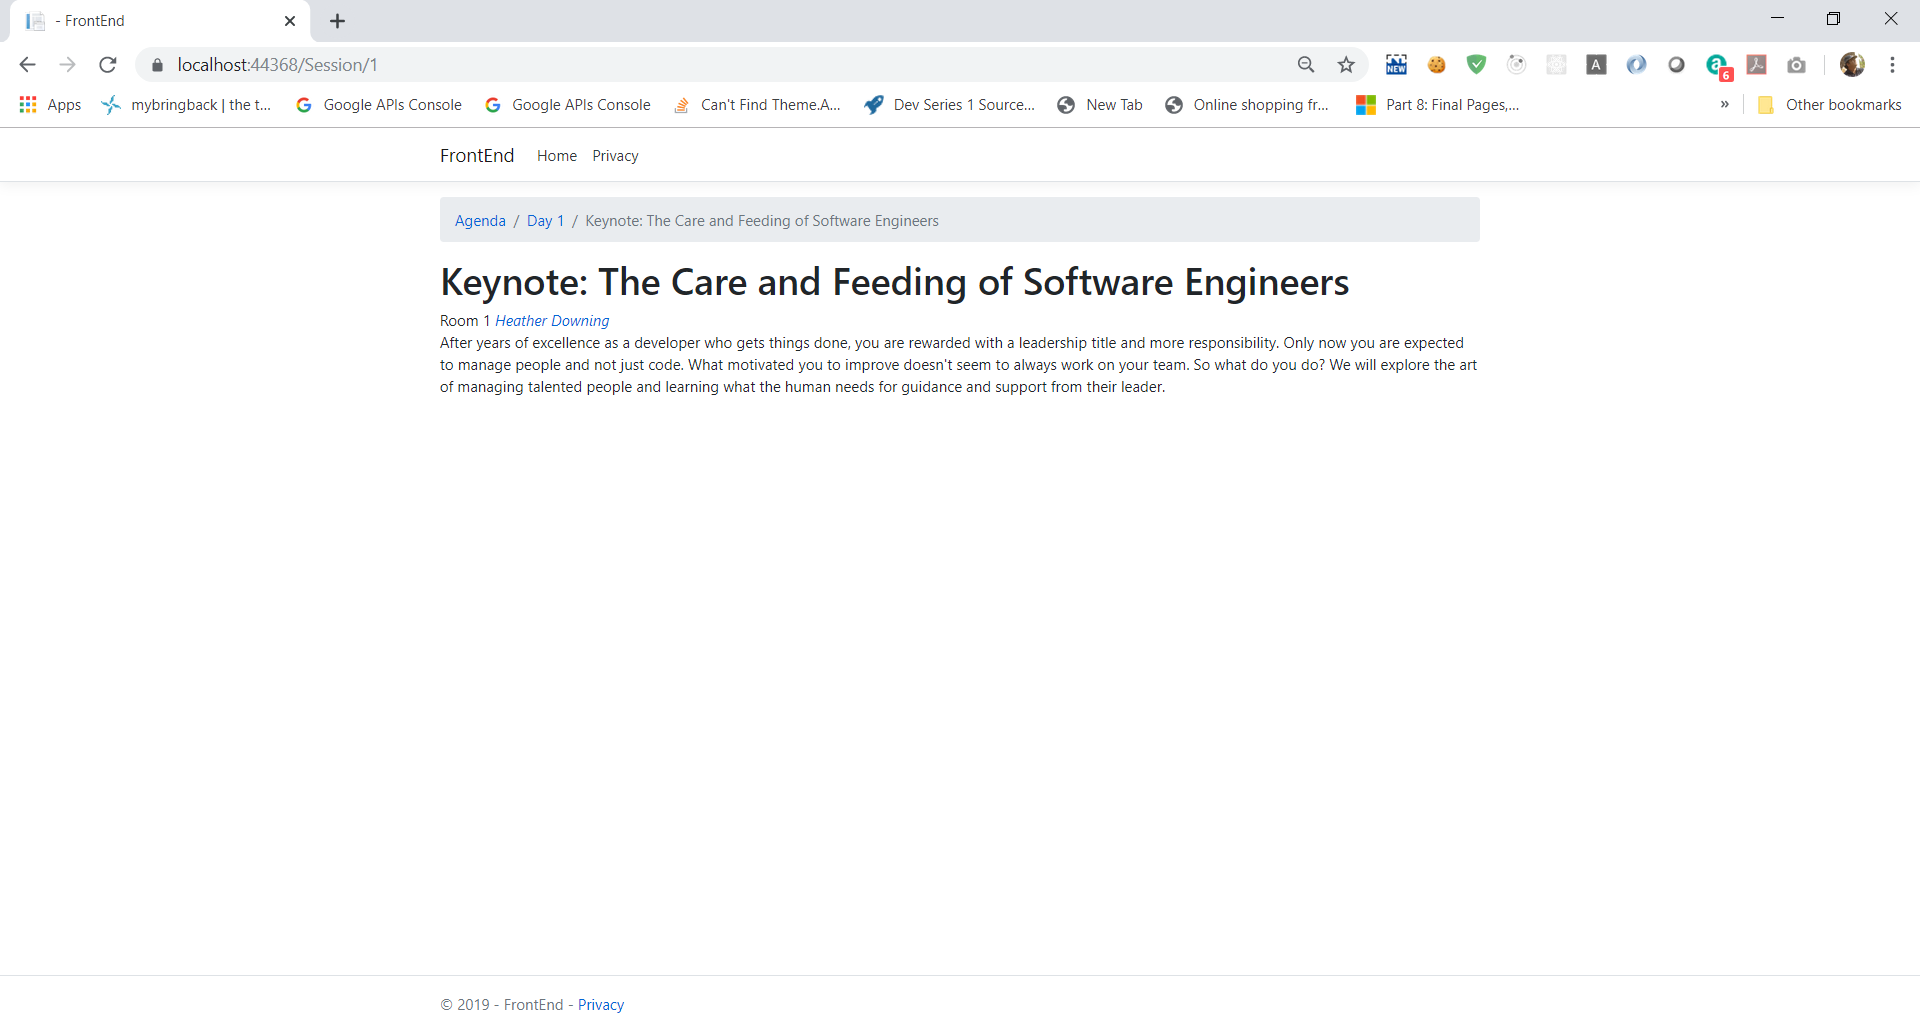 - FrontEnd
localhost:44368/Session/1
NEW
A
a
6
Apps
mybringback | the t...
Google APIs Console
Google APIs Console
Can't Find Theme.A...
Dev Series 1 Source...
New Tab
Online shopping fr...
Part 8: Final Pages,...
»
Other bookmarks
FrontEnd Home Privacy
Agenda / Day 1 / Keynote: The Care and Feeding of Software Engineers
Keynote: The Care and Feeding of Software Engineers
Room 1 Heather Downing
After years of excellence as a developer who gets things done, you are rewarded with a leadership title and more responsibility. Only now you are expected
to manage people and not just code. What motivated you to improve doesn't seem to always work on your team. So what do you do? We will explore the art
of managing talented people and learning what the human needs for guidance and support from their leader.
© 2019 - FrontEnd - Privacy